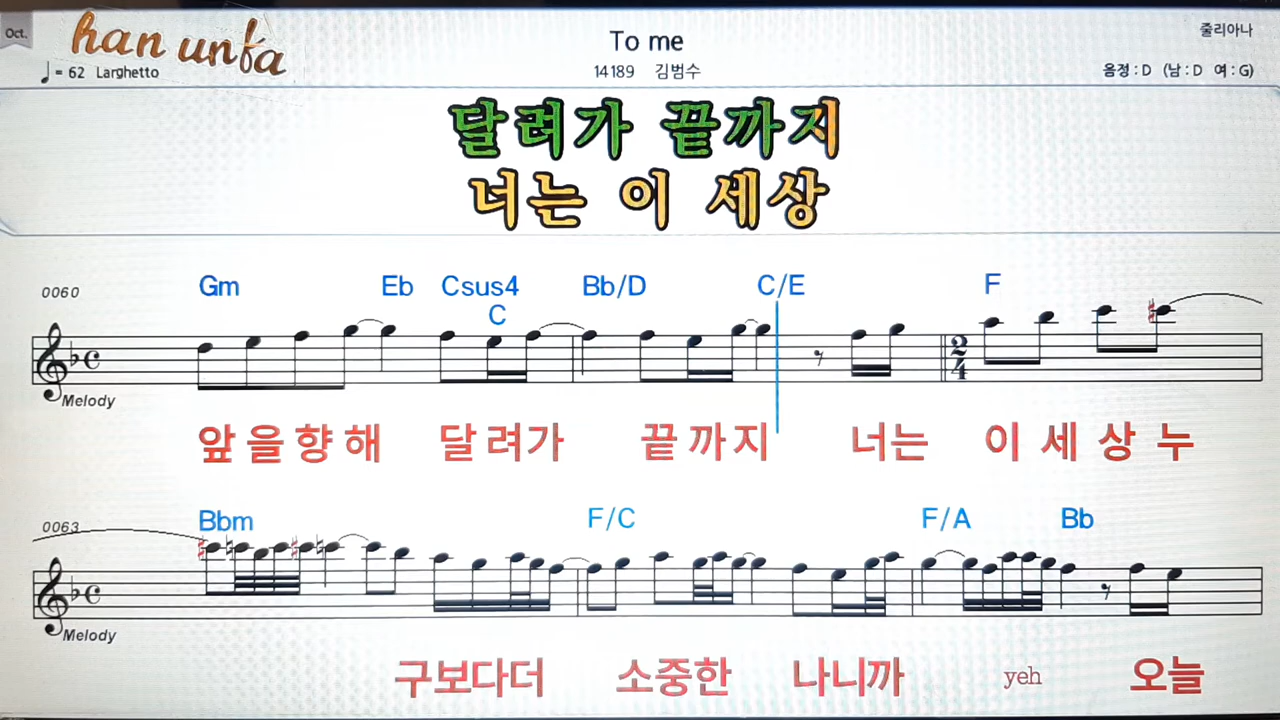 Oct.
han unfa
To me
줄리아나
♩= 62 Larghetto
14189 김범수
음정 : D (남 : D 여 : G)
달려가 끝까지
너는 이 세상
0060
Gm Eb Csus4 Bb/D C/E F
C
2
4
Melody
앞 을 향 해 달 려가 끝 까 지 너는 이 세 상 누
0063
Bbm F/C F/A Bb
Melody
구보다더 소중한 나니까 yeh 오늘